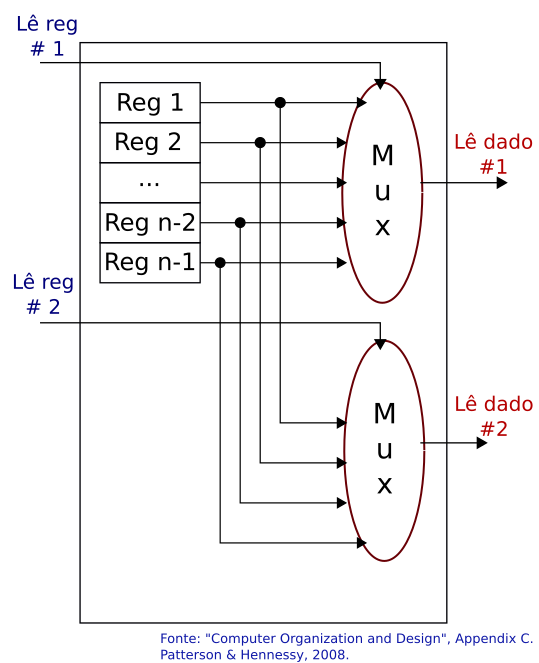 Lê reg
# 1
Reg 1
Reg 2
...
Reg n-2
Reg n-1
M
u
x
Lê dado
#1
Lê reg
# 2
M
u
x
Lê dado
#2
Fonte: "Computer Organization and Design", Appendix C.
Patterson & Hennessy, 2008.